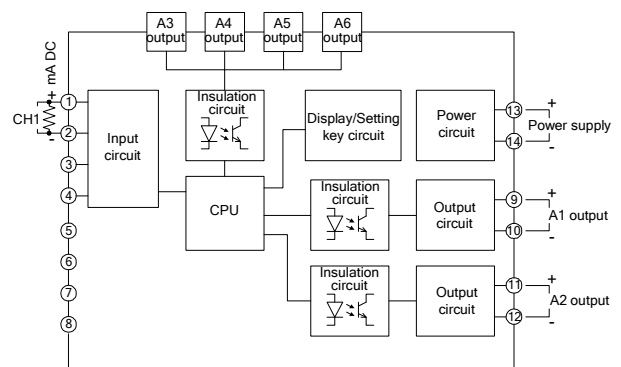 A3
output
A4
output
A5
output
A6
output
+ mA DC
CH1
-
1
2
3
4
5
6
7
8
Input
circuit
Insulation
circuit
Display/Setting
key circuit
Power
circuit
13
14
+
Power supply
-
CPU
Insulation
circuit
Output
circuit
9
10
+
A1 output
-
Insulation
circuit
Output
circuit
11
12
+
A2 output
-